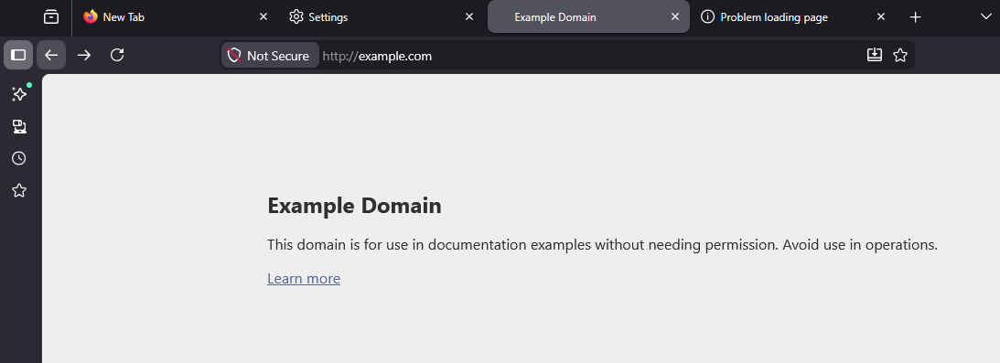 New Tab
Settings
Example Domain
Problem loading page
Not Secure
http://example.com
Example Domain
This domain is for use in documentation examples without needing permission. Avoid use in operations.
Learn more